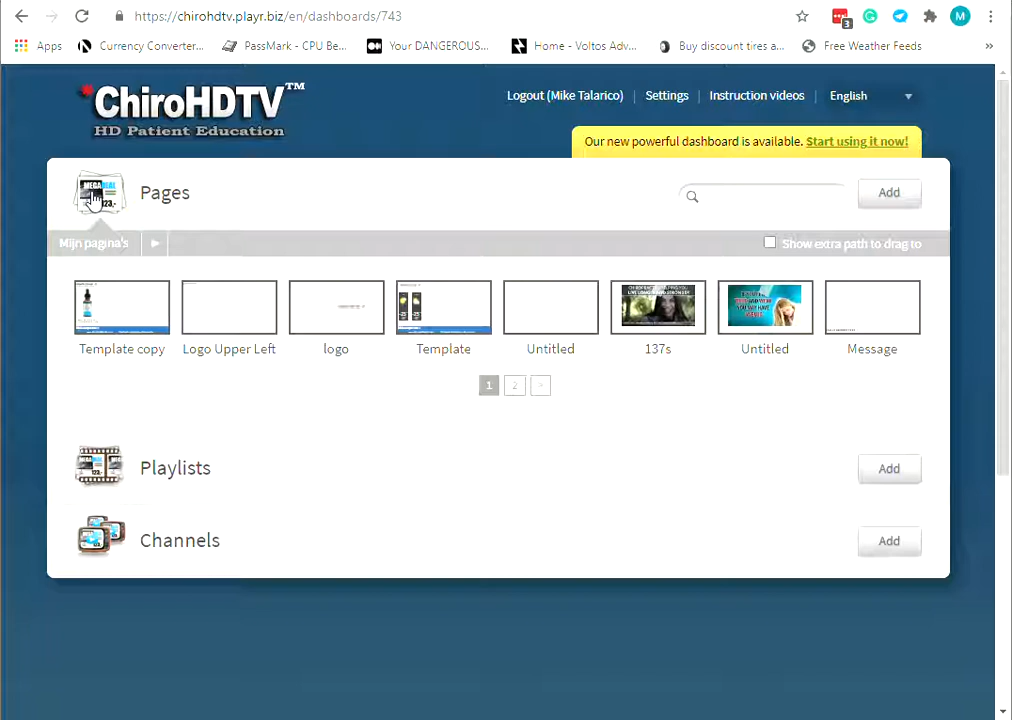 https://chirohdtv.playr.biz/en/dashboards/743
3
M
Apps
Currency Converter...
PassMark - CPU Be...
Your DANGEROUS...
Home - Voltos Adv...
Buy discount tires a...
Free Weather Feeds
»
ChiroHDTV™
HD Patient Education
Logout (Mike Talarico) | Settings | Instruction videos | English
Our new powerful dashboard is available. Start using it now!
Pages
Add
Mijn pagina's
Show extra path to drag to
Template copy
Logo Upper Left
logo
Template
Untitled
137s
Untitled
Message
1 2 >
Playlists
Add
Channels
Add